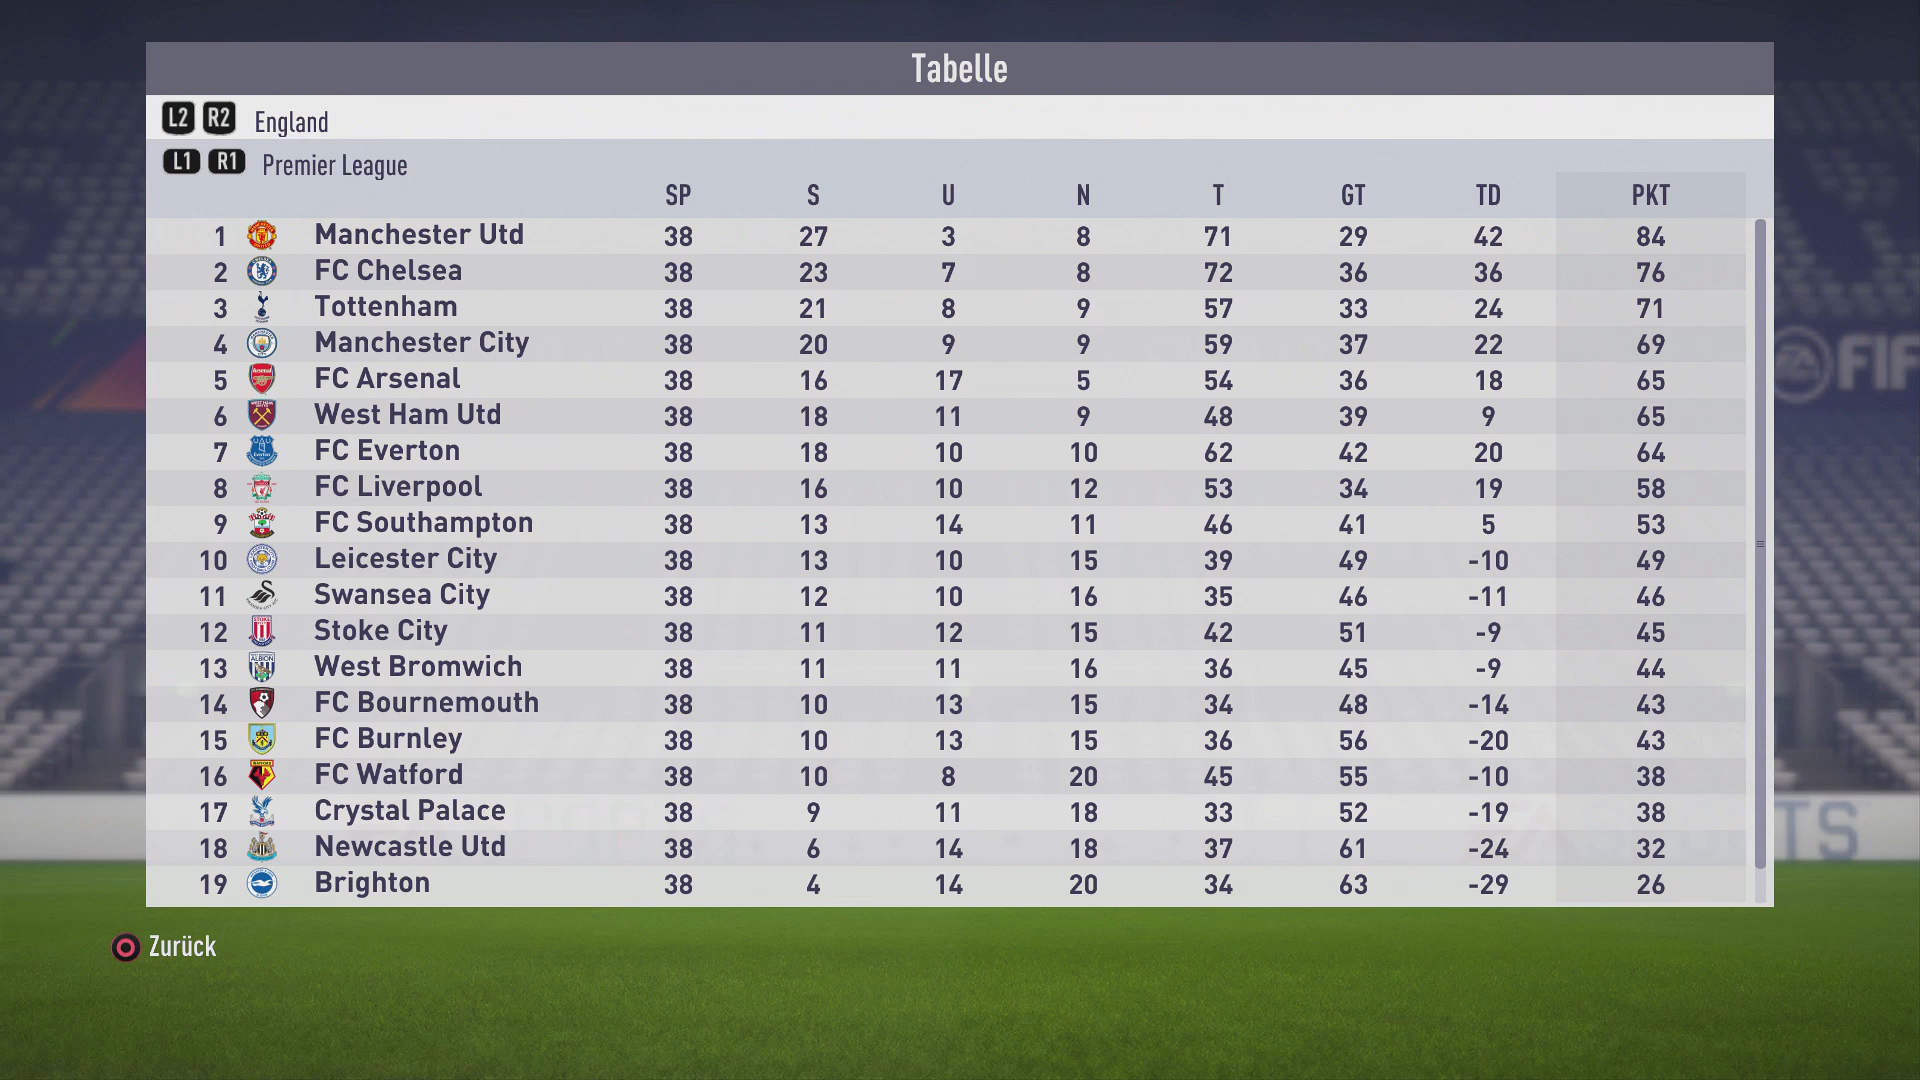 Tabelle
L2 R2 England
L1 R1 Premier League
SP S U N T GT TD PKT
1 Manchester Utd 38 27 3 8 71 29 42 84
2 FC Chelsea 38 23 7 8 72 36 36 76
3 Tottenham 38 21 8 9 57 33 24 71
4 Manchester City 38 20 9 9 59 37 22 69
5 FC Arsenal 38 16 17 5 54 36 18 65
6 West Ham Utd 38 18 11 9 48 39 9 65
7 FC Everton 38 18 10 10 62 42 20 64
8 FC Liverpool 38 16 10 12 53 34 19 58
9 FC Southampton 38 13 14 11 46 41 5 53
10 Leicester City 38 13 10 15 39 49 -10 49
11 Swansea City 38 12 10 16 35 46 -11 46
12 Stoke City 38 11 12 15 42 51 -9 45
13 West Bromwich 38 11 11 16 36 45 -9 44
14 FC Bournemouth 38 10 13 15 34 48 -14 43
15 FC Burnley 38 10 13 15 36 56 -20 43
16 FC Watford 38 10 8 20 45 55 -10 38
17 Crystal Palace 38 9 11 18 33 52 -19 38
18 Newcastle Utd 38 6 14 18 37 61 -24 32
19 Brighton 38 4 14 20 34 63 -29 26
Zurück